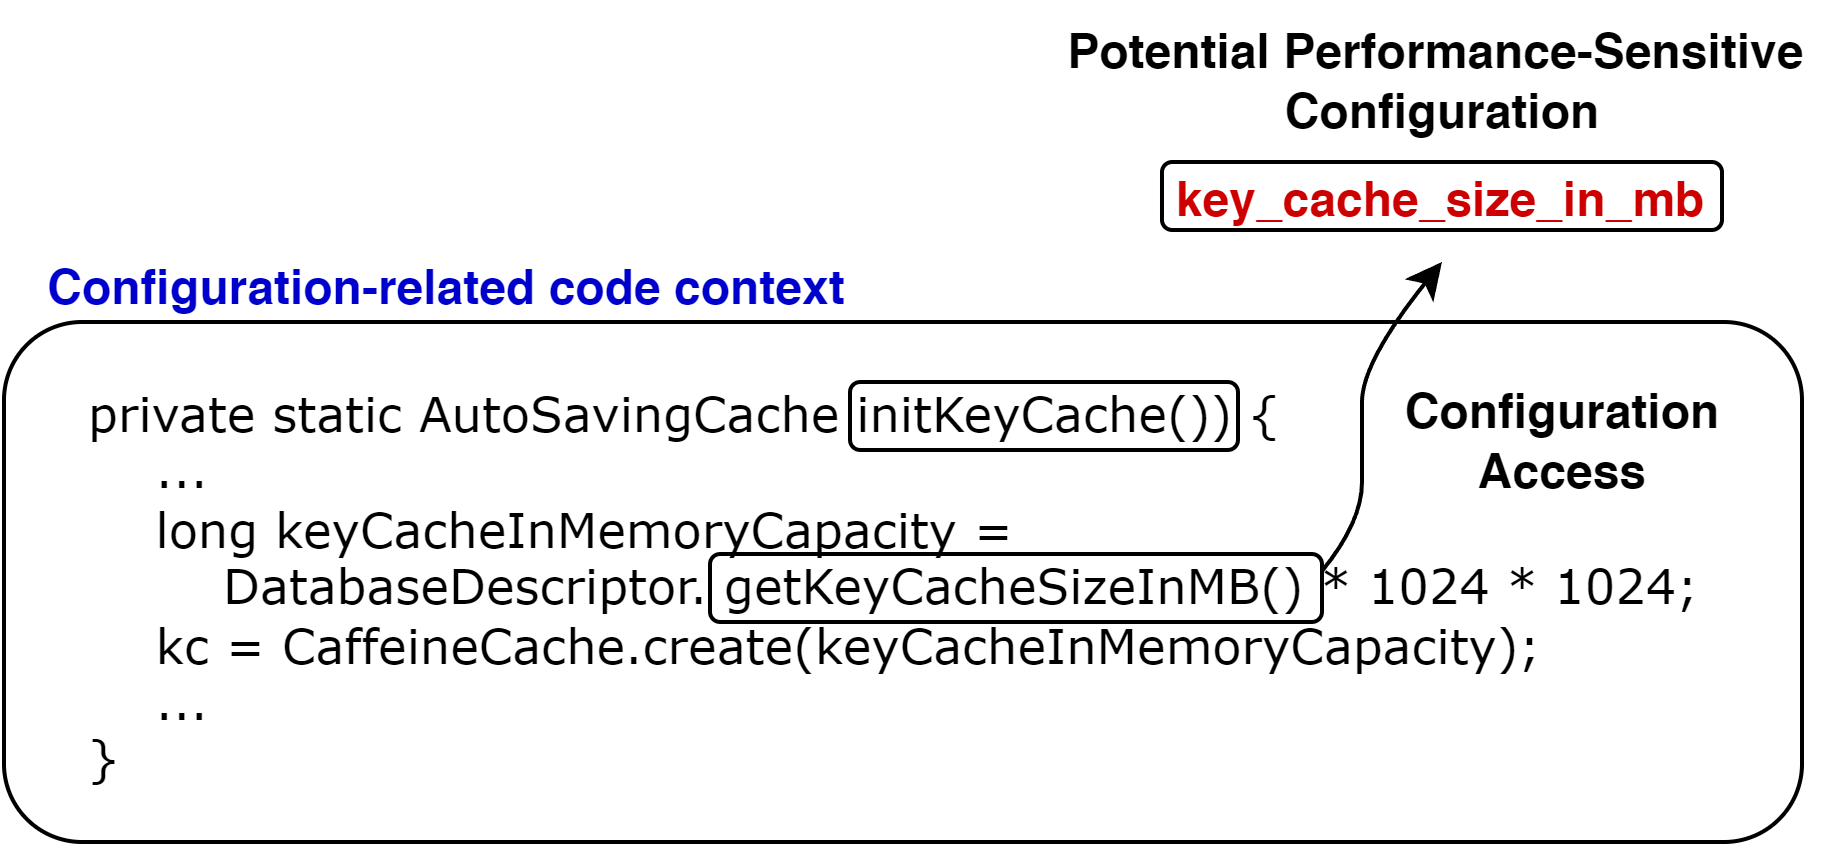 Potential Performance-Sensitive
Configuration
key_cache_size_in_mb
Configuration-related code context
private static AutoSavingCache initKeyCache()) {
...
long keyCacheInMemoryCapacity =
DatabaseDescriptor. getKeyCacheSizeInMB() * 1024 * 1024;
kc = CaffeineCache.create(keyCacheInMemoryCapacity);
...
}
Configuration
Access